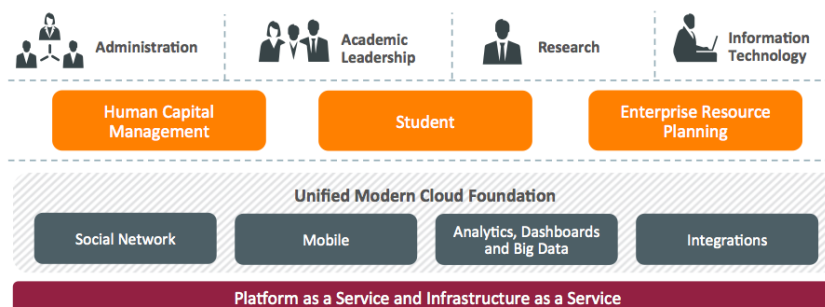 Administration
Academic
Leadership
Research
Information
Technology
Human Capital
Management
Student
Enterprise Resource
Planning
Unified Modern Cloud Foundation
Social Network
Mobile
Analytics, Dashboards
and Big Data
Integrations
Platform as a Service and Infrastructure as a Service